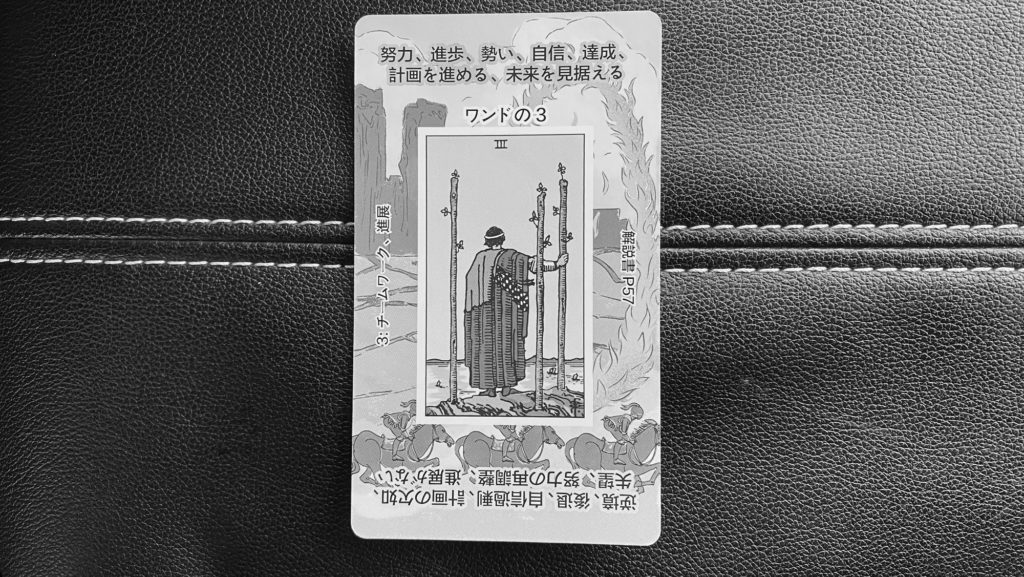 努力、進歩、勢い、自信、達成、
計画を進める、未来を見据える
ワンドの3
III
3: チームワーク、進展
解説書 P57
逆境、後退、自信過剰、計画の欠如、
失望、努力の再調整、進展がない